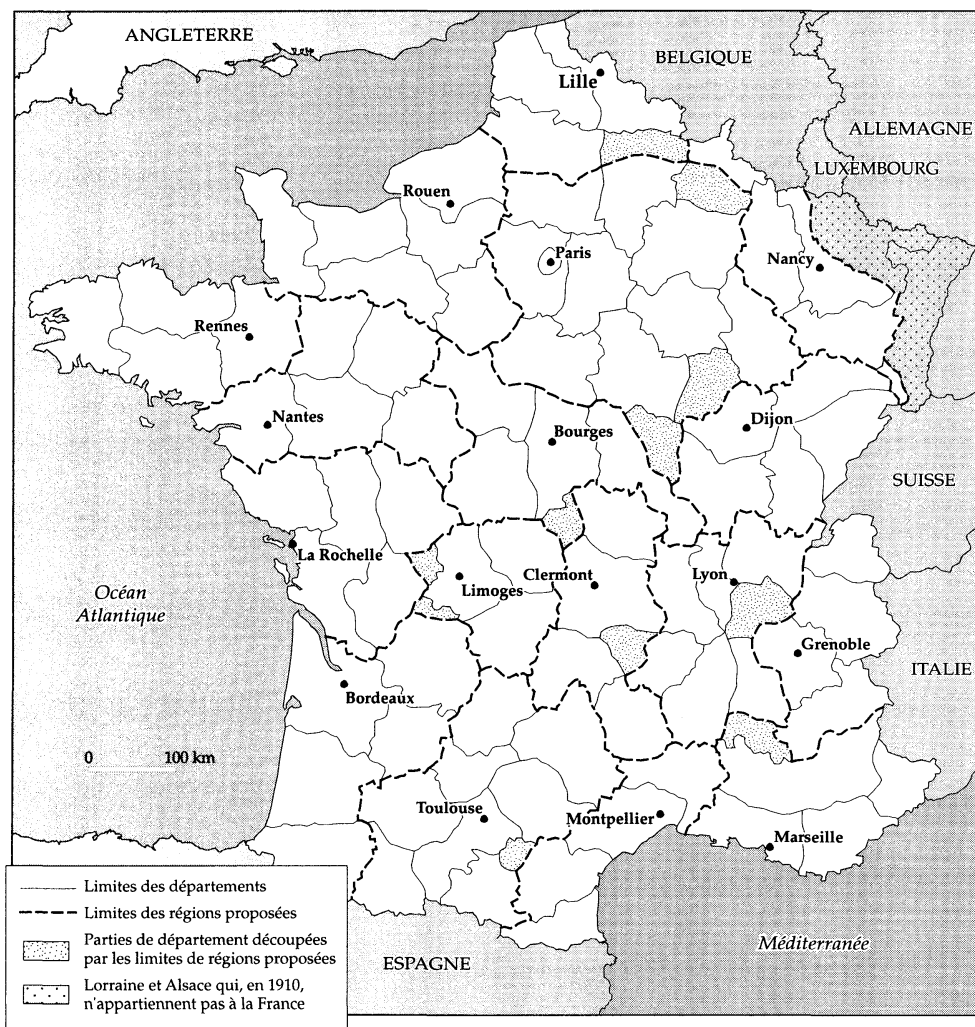 ANGLETERRE
BELGIQUE
Lille
ALLEMAGNE
LUXEMBOURG
Rouen
Paris
Nancy
Rennes
Nantes
Bourges
Dijon
SUISSE
La Rochelle
Limoges
Clermont
Lyon
Océan
Atlantique
Grenoble
ITALIE
Bordeaux
0 100 km
Toulouse
Montpellier
Marseille
Limites des départements
Limites des régions proposées
Parties de département découpées
par les limites de régions proposées
Lorraine et Alsace qui, en 1910,
n'appartiennent pas à la France
ESPAGNE
Méditerranée